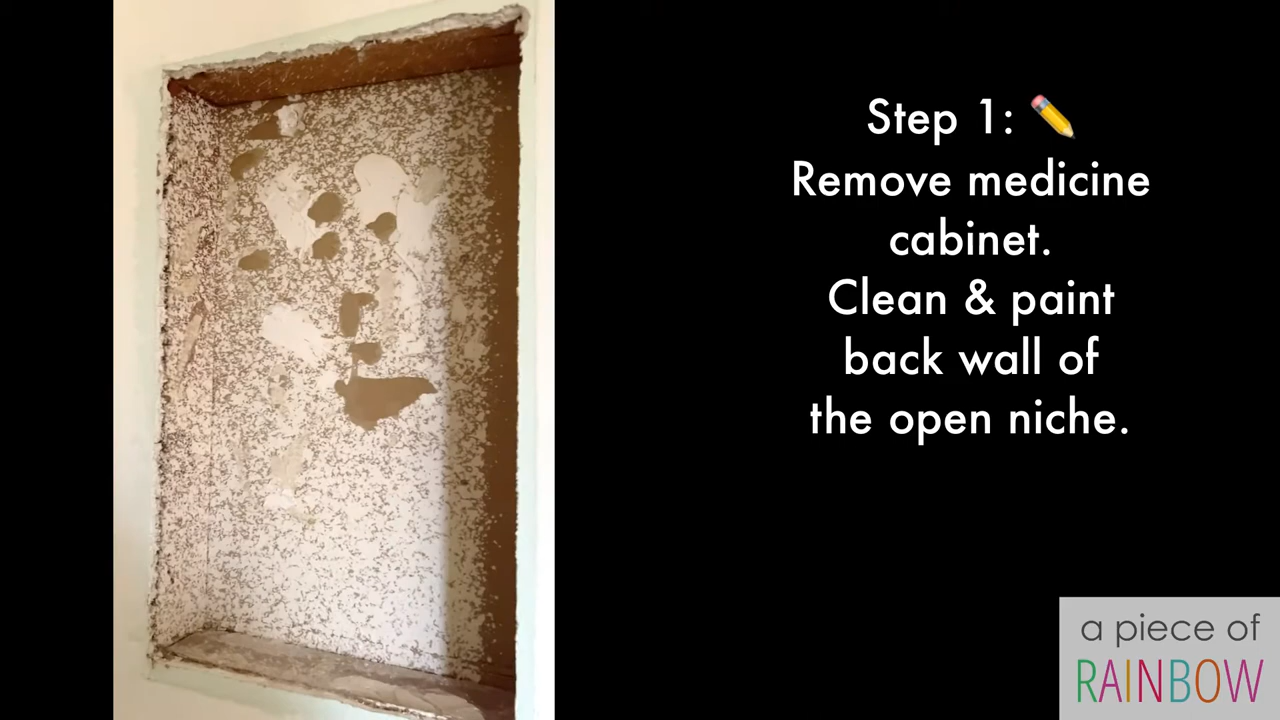 Step 1: ✏️
Remove medicine
cabinet.
Clean & paint
back wall of
the open niche.
a piece of
RAINBOW